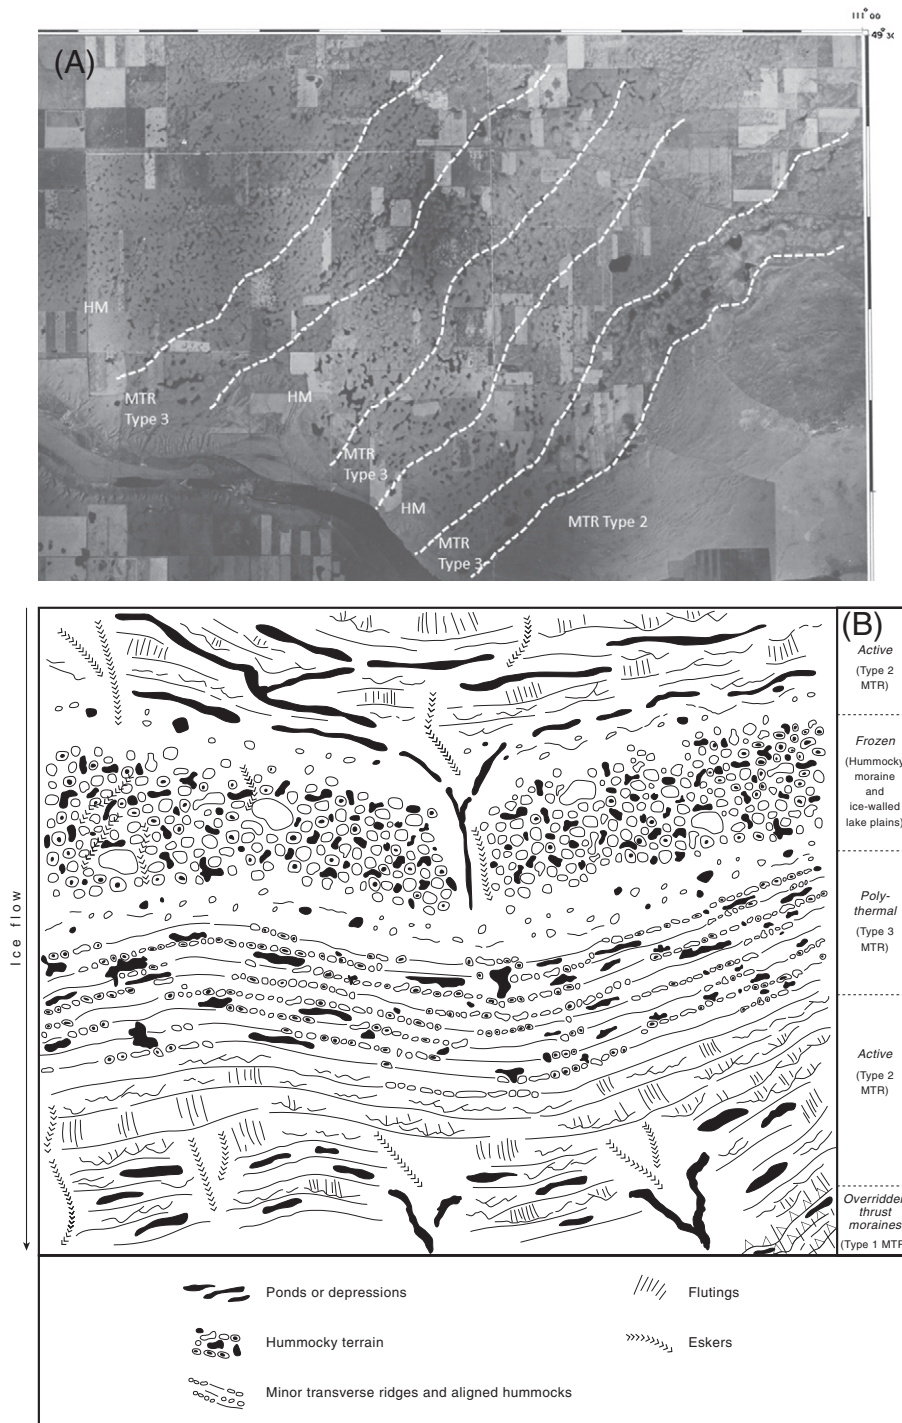 111° 00
49° 30
(A)
HM
MTR
Type 3
HM
MTR
Type 3
HM
MTR Type 2
MTR
Type 3
(B)
Active
(Type 2
MTR)
Frozen
(Hummocky
moraine
and
ice-walled
lake plains)
Poly-
thermal
(Type 3
MTR)
Active
(Type 2
MTR)
Overridden
thrust
moraines
(Type 1 MTR
Ice flow
Ponds or depressions
Flutings
Hummocky terrain
Eskers
Minor transverse ridges and aligned hummocks